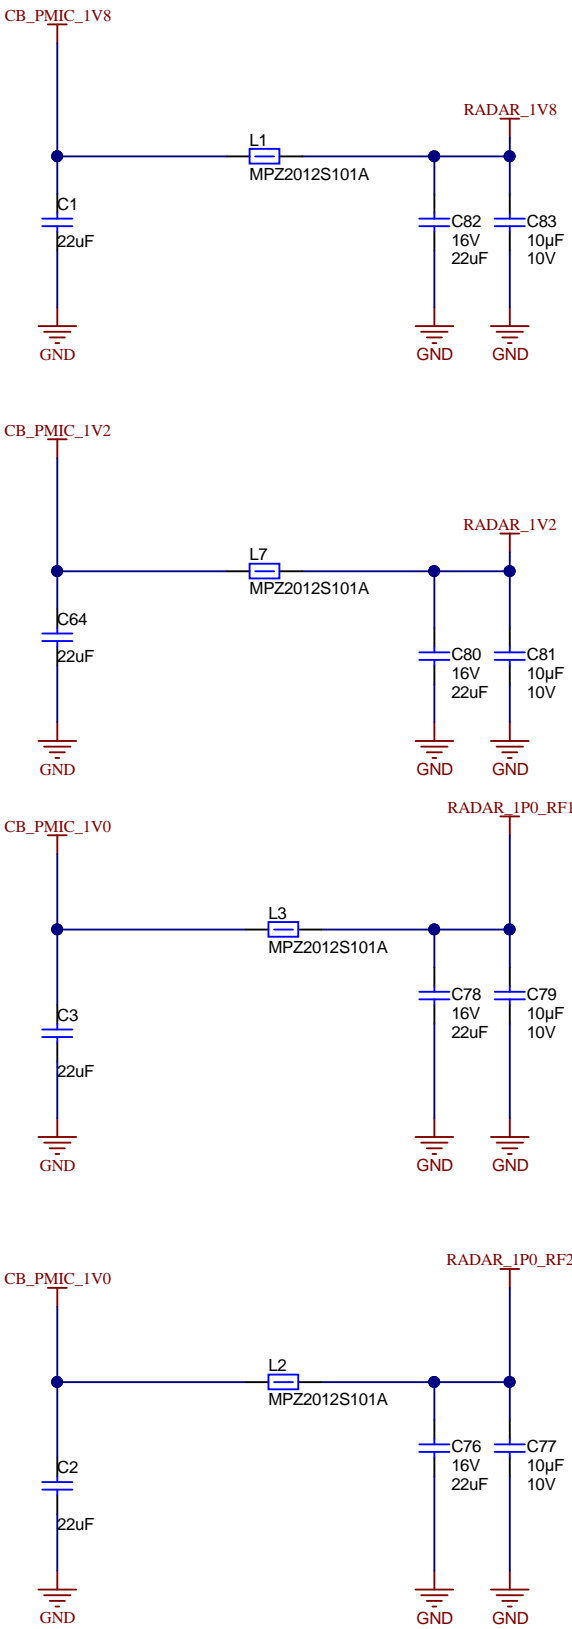 CB_PMIC_1V8
RADAR_1V8
L1
MPZ2012S101A
C1
22uF
C82
16V
22uF
C83
10µF
10V
GND
GND
GND
CB_PMIC_1V2
RADAR_1V2
L7
MPZ2012S101A
C64
22uF
C80
16V
22uF
C81
10µF
10V
GND
GND
GND
RADAR_1P0_RF1
CB_PMIC_1V0
L3
MPZ2012S101A
C3
22uF
C78
16V
22uF
C79
10µF
10V
GND
GND
GND
RADAR_1P0_RF2
CB_PMIC_1V0
L2
MPZ2012S101A
C2
22uF
C76
16V
22uF
C77
10µF
10V
GND
GND
GND